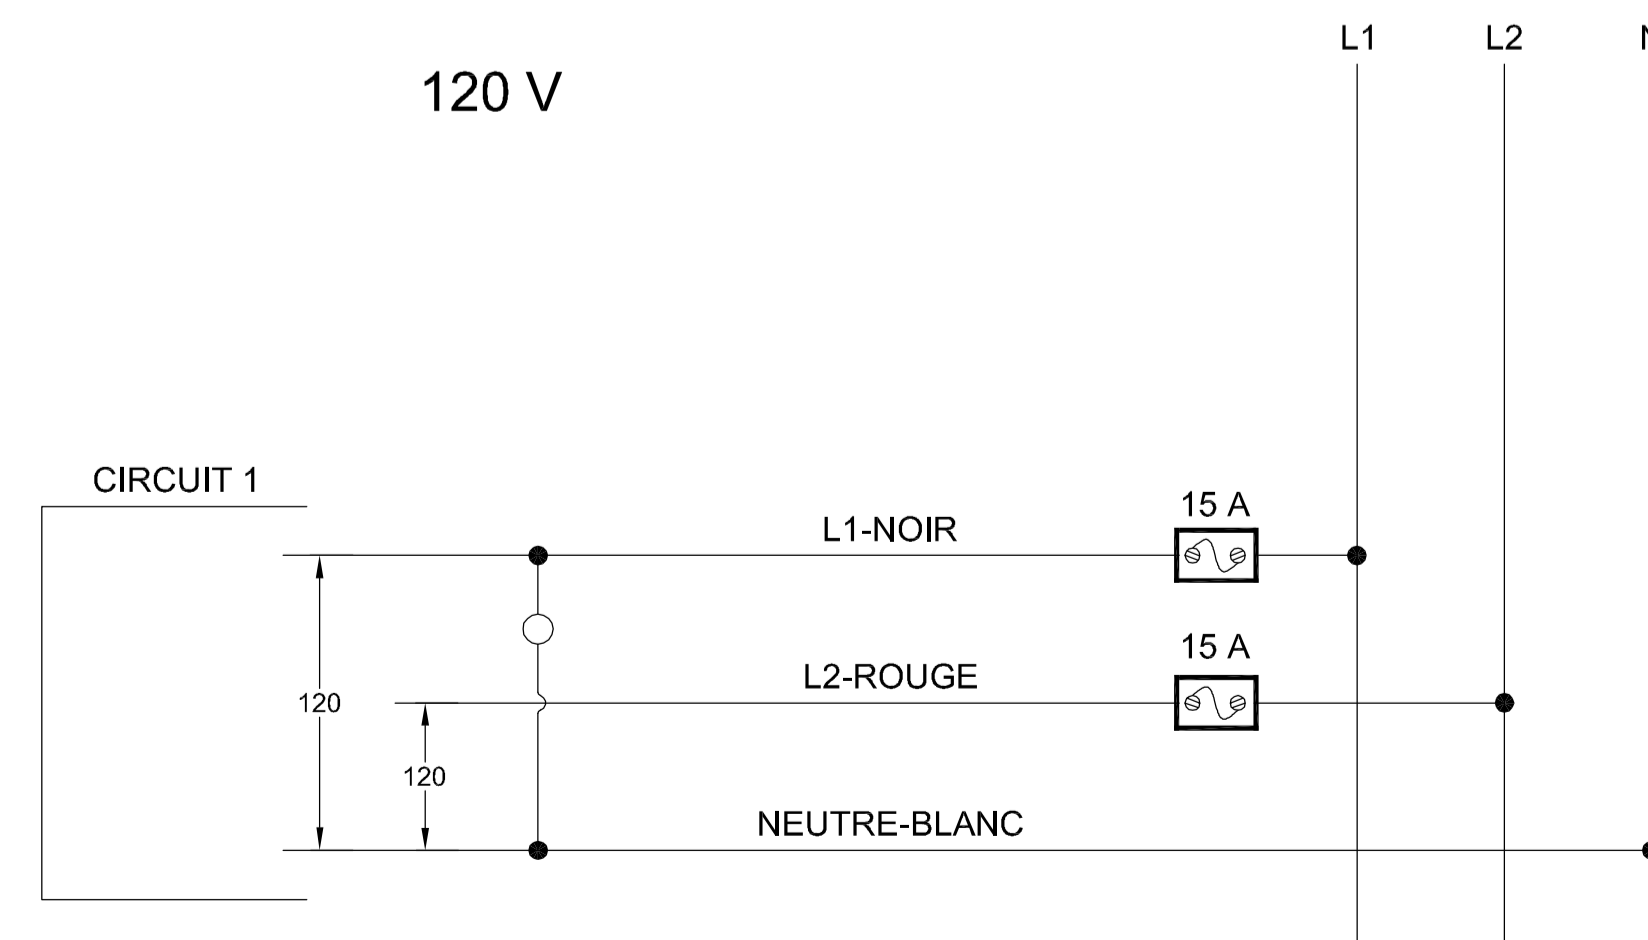 L1
L2
120 V
CIRCUIT 1
15 A
L1-NOIR
15 A
L2-ROUGE
120
120
NEUTRE-BLANC